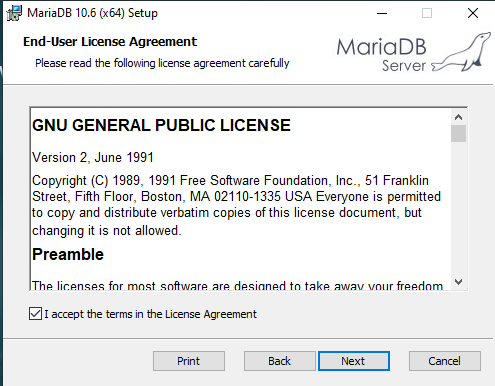 MariaDB 10.6 (x64) Setup
End-User License Agreement
Please read the following license agreement carefully
MariaDB
Server
GNU GENERAL PUBLIC LICENSE
Version 2, June 1991
Copyright (C) 1989, 1991 Free Software Foundation, Inc., 51 Franklin
Street, Fifth Floor, Boston, MA 02110-1335 USA Everyone is permitted
to copy and distribute verbatim copies of this license document, but
changing it is not allowed.
Preamble
The licenses for most software are designed to take away your freedom
I accept the terms in the License Agreement
Print
Back
Next
Cancel